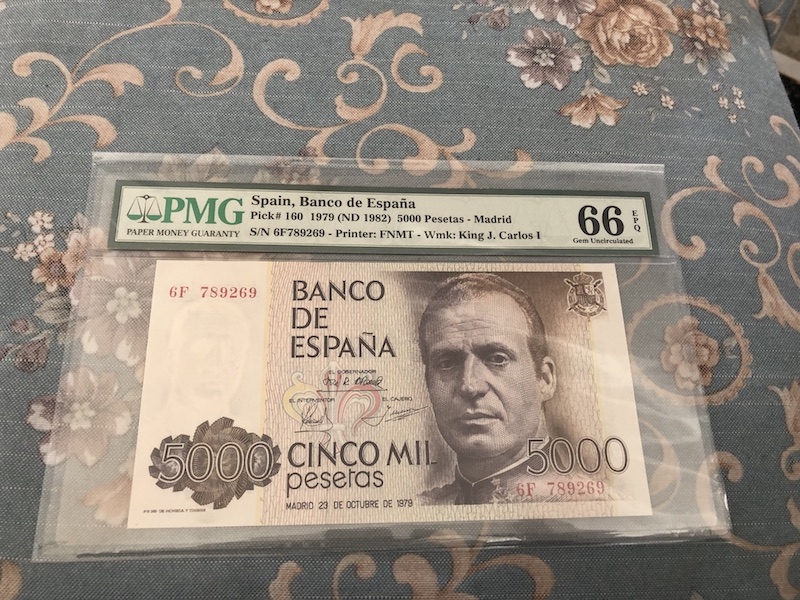 PMG
PAPER MONEY GUARANTY
Spain, Banco de España
Pick# 160 1979 (ND 1982) 5000 Pesetas - Madrid
S/N 6F789269 - Printer: FNMT - Wmk: King J. Carlos I
66
EPQ
Gem Uncirculated
6F 789269
BANCO
DE
ESPAÑA
EL GOBERNADOR
EL INTERVENTOR
EL CAJERO
5000
CINCO MIL
pesetas
5000
6F 789269
MADRID 23 DE OCTUBRE DE 1979